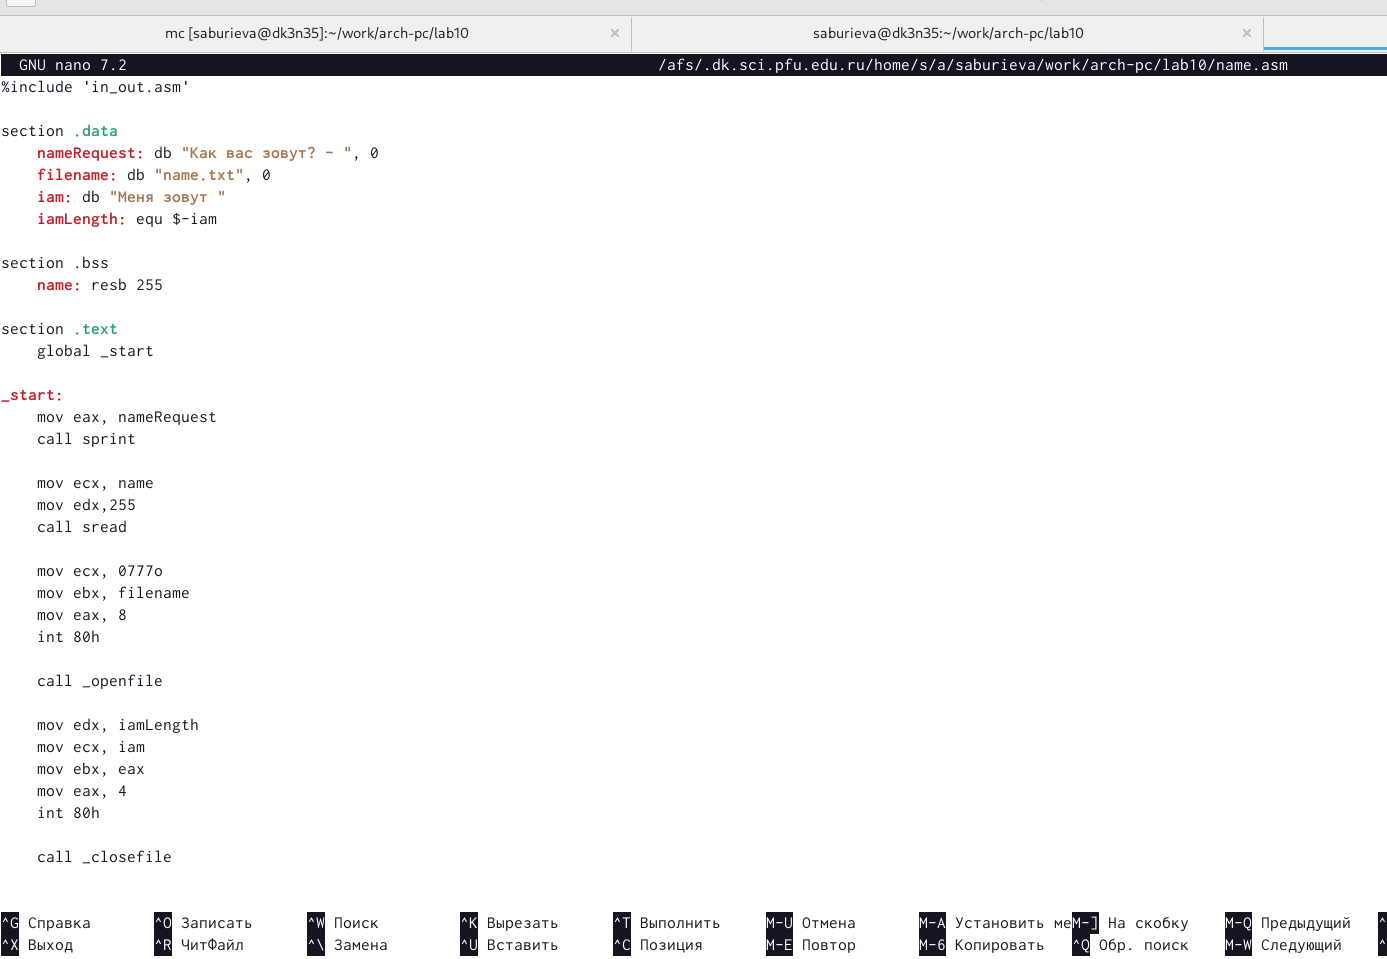 mc [saburieva@dk3n35]:~/work/arch-pc/lab10 × saburieva@dk3n35:~/work/arch-pc/lab10 ×
GNU nano 7.2 /afs/.dk.sci.pfu.edu.ru/home/s/a/saburieva/work/arch-pc/lab10/name.asm
%include 'in_out.asm'
section .data
nameRequest: db "Как вас зовут? - ", 0
filename: db "name.txt", 0
iam: db "Меня зовут "
iamLength: equ $-iam
section .bss
name: resb 255
section .text
global _start
_start:
mov eax, nameRequest
call sprint
mov ecx, name
mov edx,255
call sread
mov ecx, 0777o
mov ebx, filename
mov eax, 8
int 80h
call _openfile
mov edx, iamLength
mov ecx, iam
mov ebx, eax
mov eax, 4
int 80h
call _closefile
^G Справка ^O Записать ^W Поиск ^K Вырезать ^T Выполнить M-U Отмена M-A Установить ме M-] На скобку M-Q Предыдущий ^
^X Выход ^R ЧитФайл ^\ Замена ^U Вставить ^C Позиция M-E Повтор M-6 Копировать ^Q Обр. поиск M-W Следующий ^